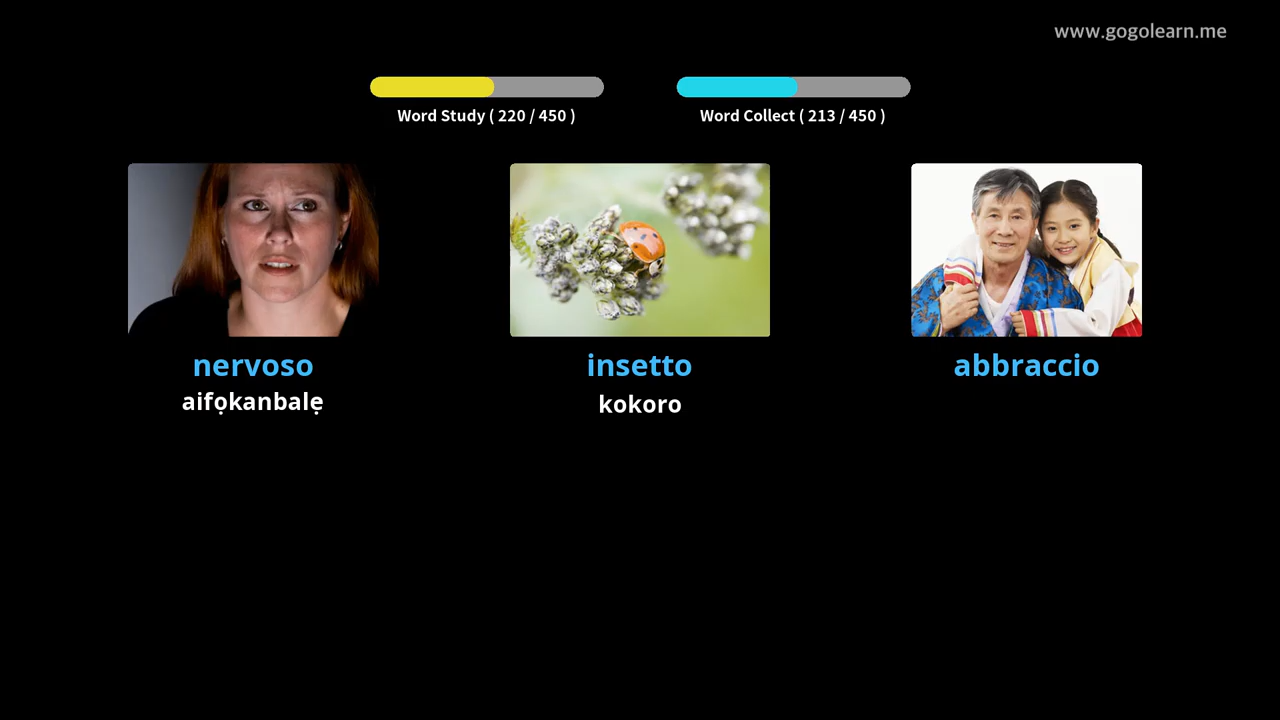 www.gogolearn.me
Word Study ( 220 / 450 )
Word Collect ( 213 / 450 )
nervoso
insetto
abbraccio
aifọkanbalẹ
kokoro